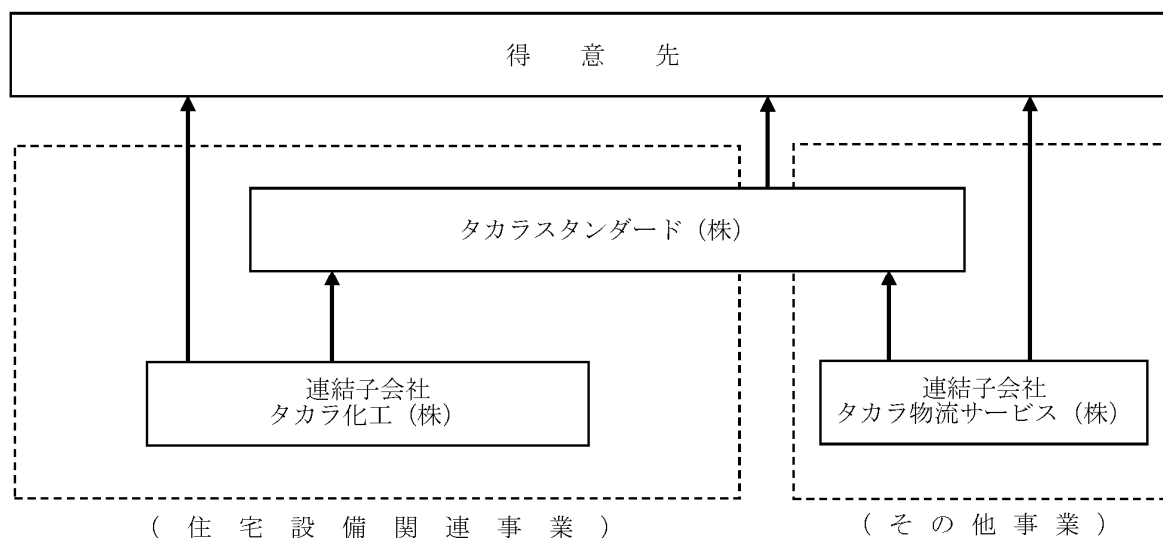 得意先
タカラスタンダード（株）
連結子会社
タカラ化工（株）
連結子会社
タカラ物流サービス（株）
（住宅設備関連事業）
（その他事業）